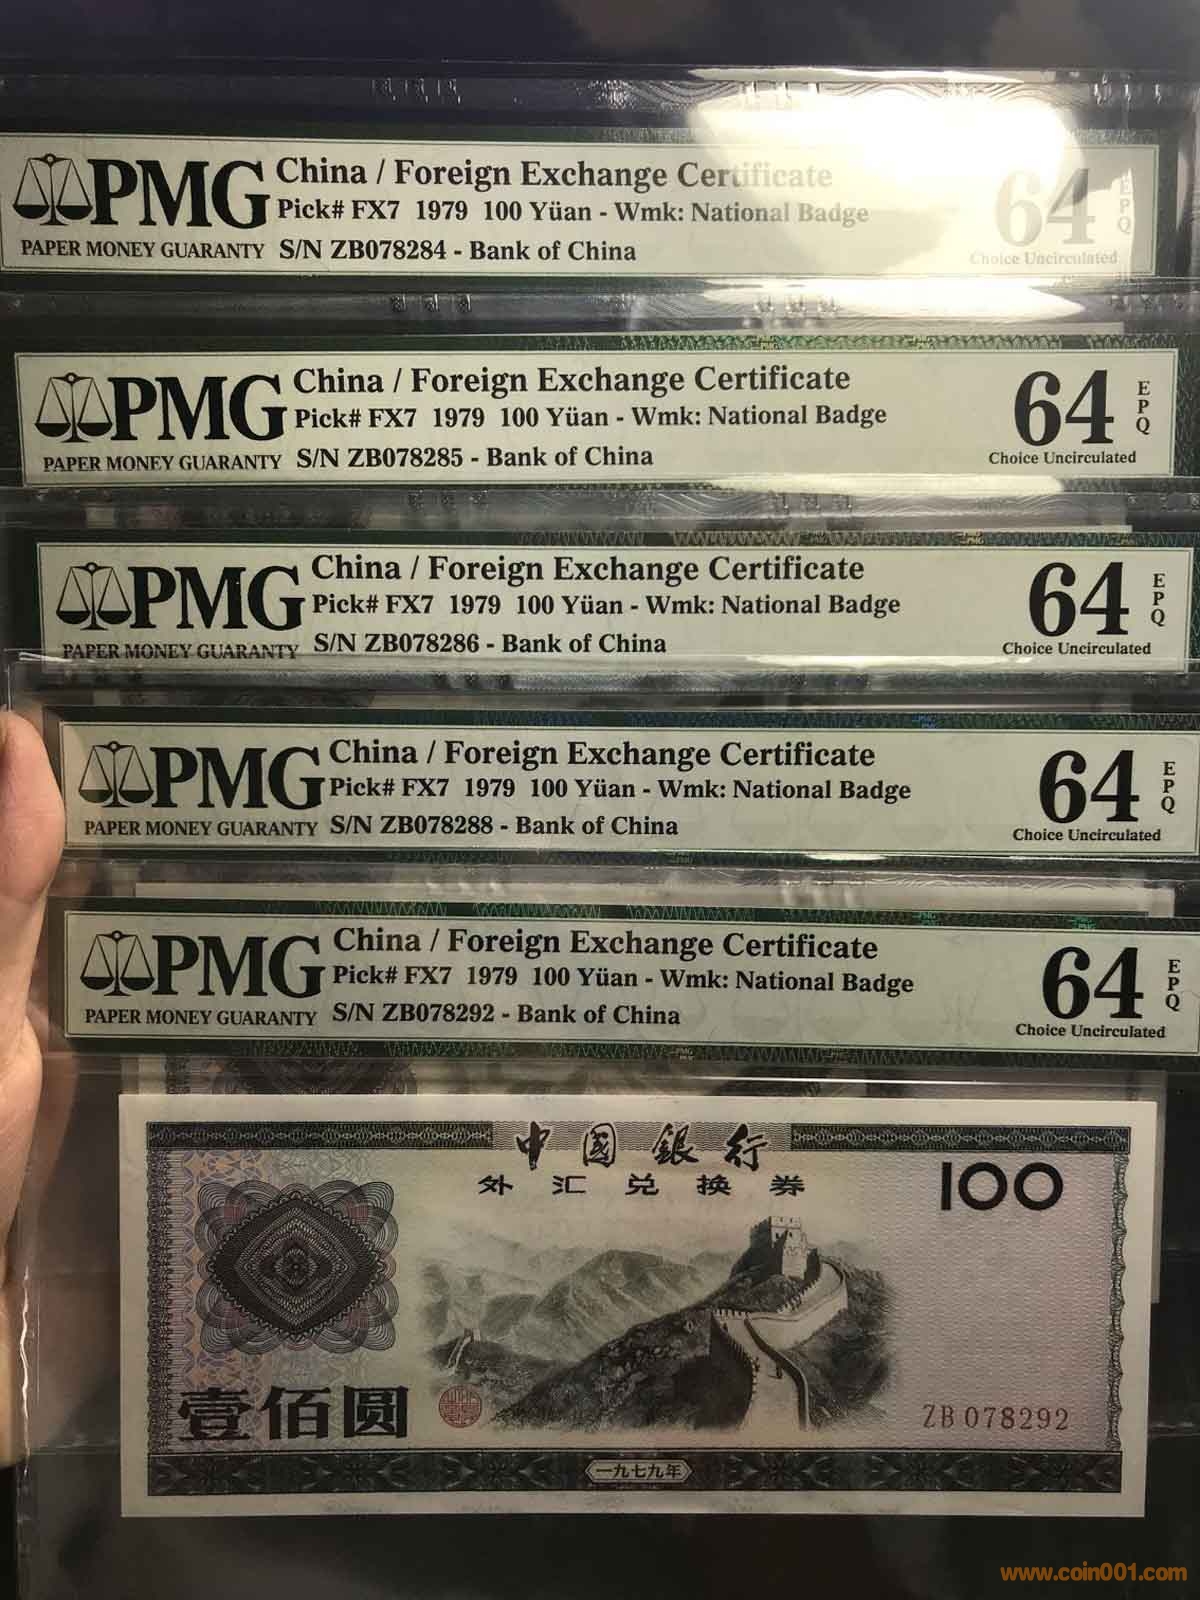 PMG
PAPER MONEY GUARANTY
China / Foreign Exchange Certificate
Pick# FX7 1979 100 Yüan - Wmk: National Badge
S/N ZB078284 - Bank of China
64
EPQ
Choice Uncirculated
PMG
PAPER MONEY GUARANTY
China / Foreign Exchange Certificate
Pick# FX7 1979 100 Yüan - Wmk: National Badge
S/N ZB078285 - Bank of China
64
EPQ
Choice Uncirculated
PMG
PAPER MONEY GUARANTY
China / Foreign Exchange Certificate
Pick# FX7 1979 100 Yüan - Wmk: National Badge
S/N ZB078286 - Bank of China
64
EPQ
Choice Uncirculated
PMG
PAPER MONEY GUARANTY
China / Foreign Exchange Certificate
Pick# FX7 1979 100 Yüan - Wmk: National Badge
S/N ZB078288 - Bank of China
64
EPQ
Choice Uncirculated
PMG
PAPER MONEY GUARANTY
China / Foreign Exchange Certificate
Pick# FX7 1979 100 Yüan - Wmk: National Badge
S/N ZB078292 - Bank of China
64
EPQ
Choice Uncirculated
中國銀行
外汇兑换券
100
壹佰圆
ZB078292
一九七九年
www.coin001.com